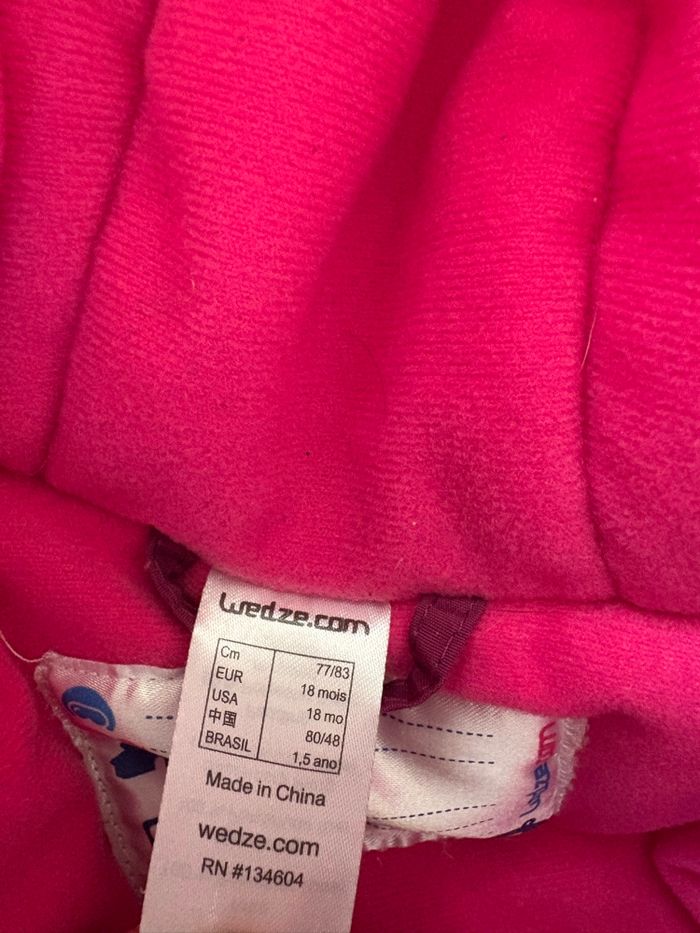 wedze.com
Cm 77/83
EUR 18 mois
USA 18 mo
中国 80/48
BRASIL 1,5 ano
Made in China
wedze.com
RN #134604